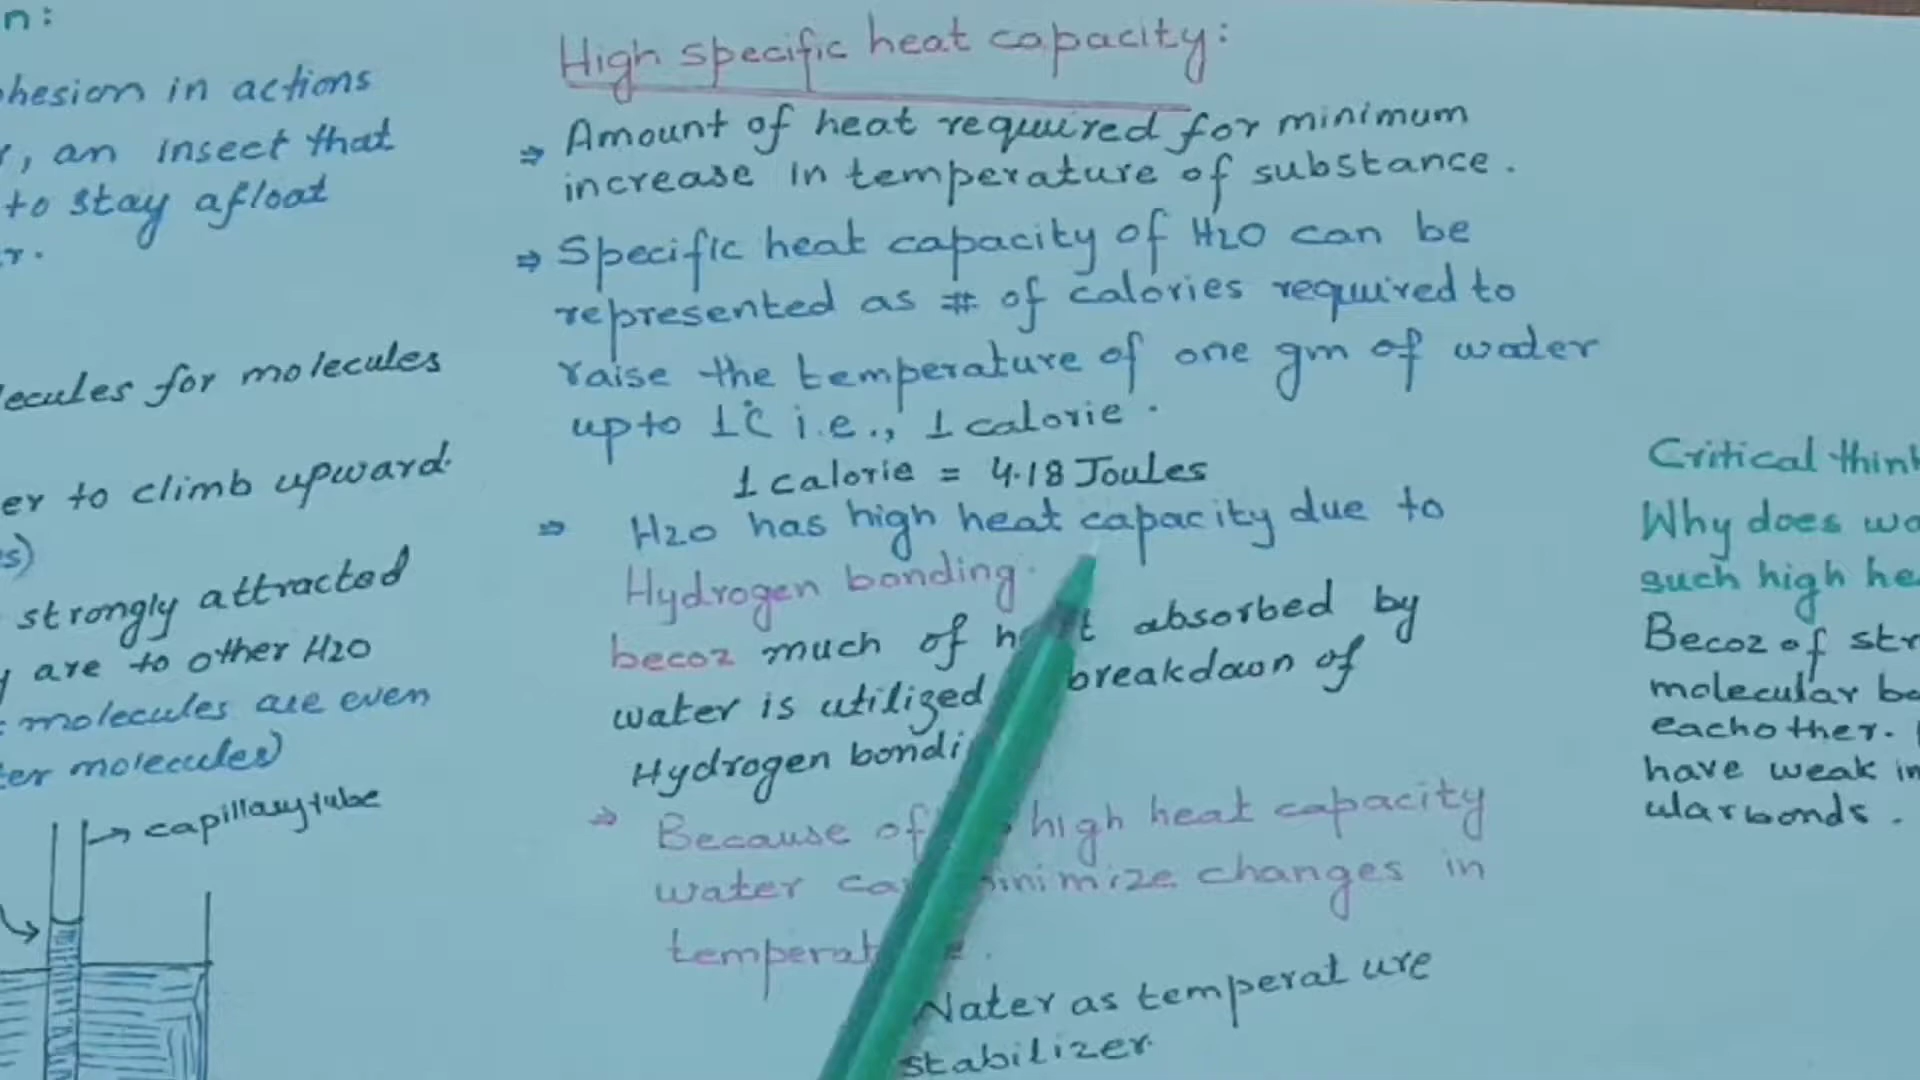 n:
hesion in actions
, an insect that
to stay afloat
r.
ecules for molecules
er to climb upward.
s)
strongly attracted
y are to other H2O
molecules are even
ter molecules)
capillary tube
High specific heat capacity:
⇒ Amount of heat requuired for minimum
increase in temperature of substance.
⇒ Specific heat capacity of H2O can be
represented as # of calories required to
raise the temperature of one gm of water
upto 1°C i.e., 1 calorie.
1 calorie = 4.18 Joules
⇒ H2O has high heat capacity due to
Hydrogen bonding.
becoz much of absorbed by
water is utilized breakdown of
Hydrogen bondi
⇒ Because of high heat capacity
water minimize changes in
temperat
Water as temperature
stabilizer.
Critical think
Why does wa
such high he
Becoz of str
molecular bo
eachother.
have weak in
ular bonds.